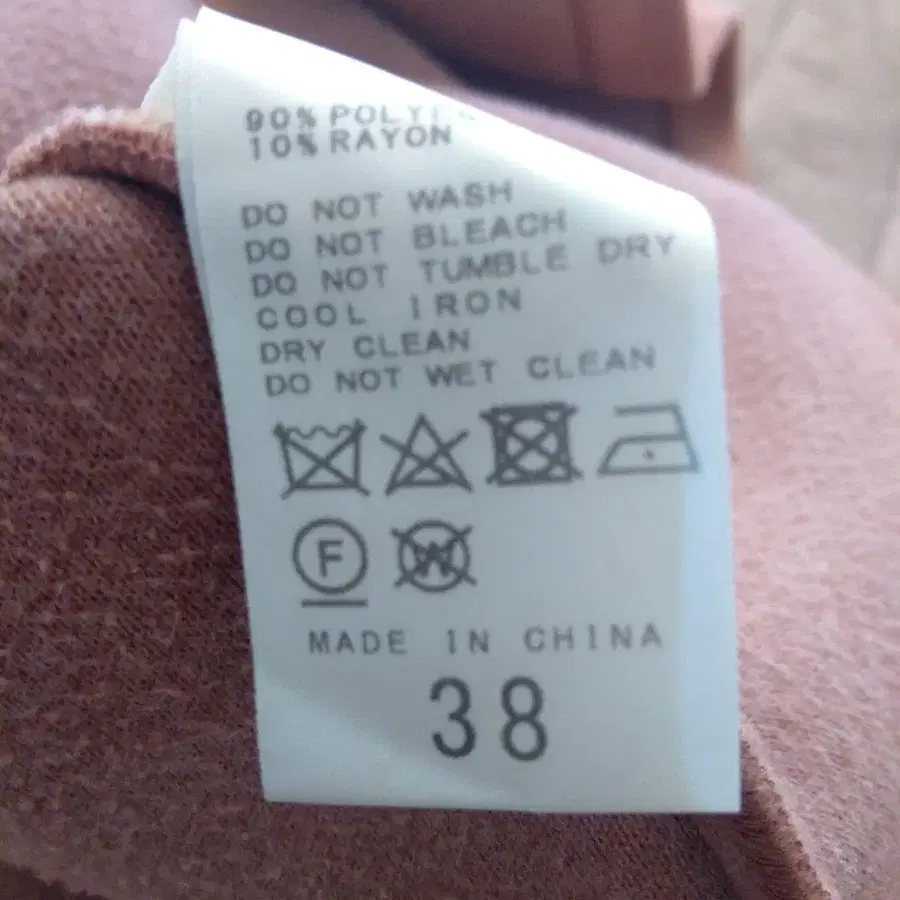 90% POLYE
10% RAYON
DO NOT WASH
DO NOT BLEACH
DO NOT TUMBLE DRY
COOL IRON
DRY CLEAN
DO NOT WET CLEAN
F W
MADE IN CHINA
38